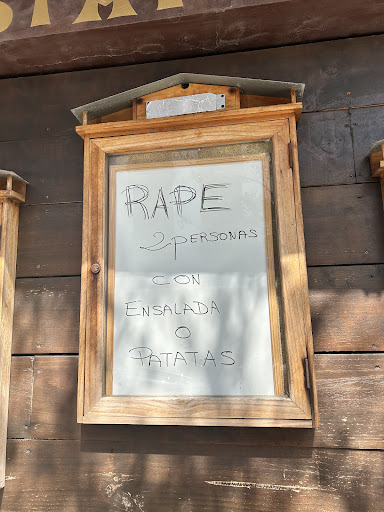 RAPE
2 PERSONAS
CON
ENSALADA
O
PATATAS